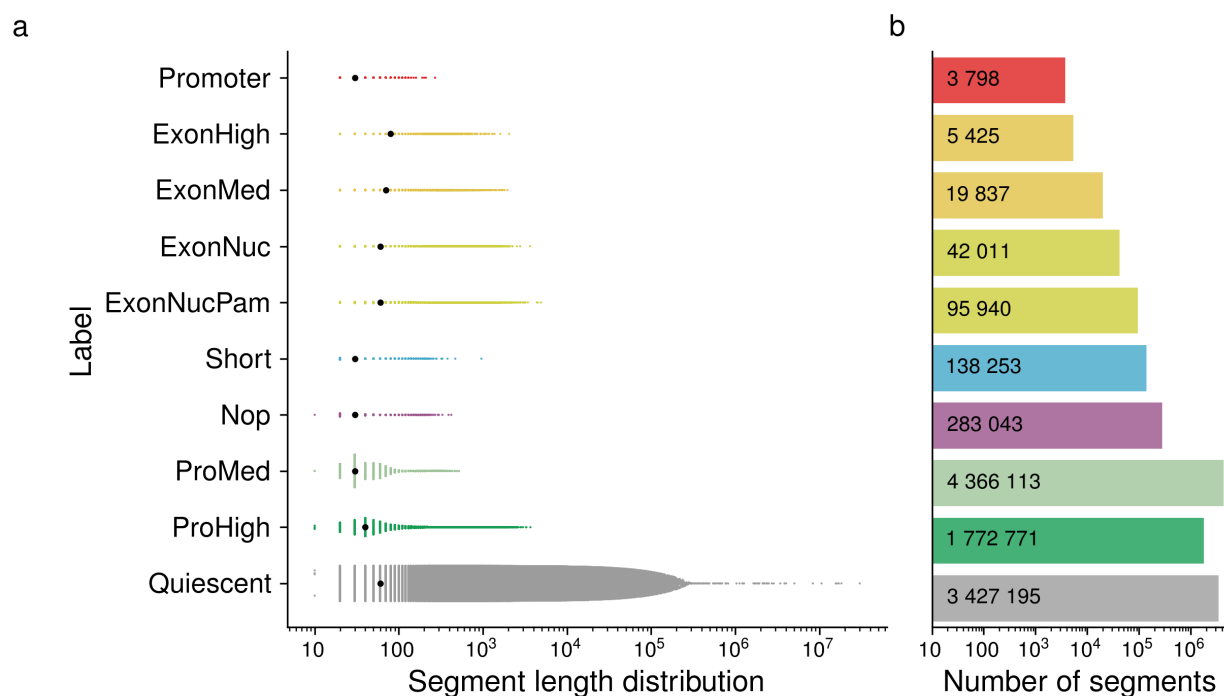 a
b
Label
Promoter
ExonHigh
ExonMed
ExonNuc
ExonNucPam
Short
Nop
ProMed
ProHigh
Quiescent
10 100 10³ 10⁴ 10⁵ 10⁶ 10⁷
Segment length distribution
3 798
5 425
19 837
42 011
95 940
138 253
283 043
4 366 113
1 772 771
3 427 195
10 100 10³ 10⁴ 10⁵ 10⁶
Number of segments